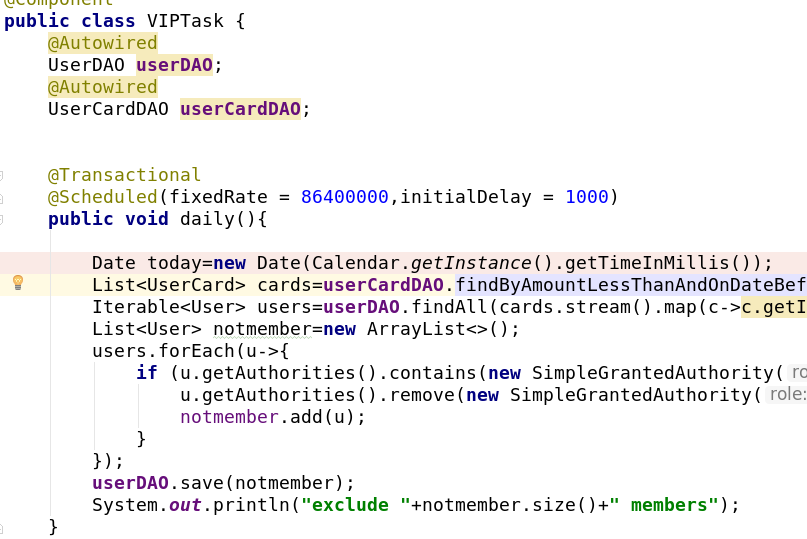 @Component
public class VIPTask {
@Autowired
UserDAO userDAO;
@Autowired
UserCardDAO userCardDAO;
@Transactional
@Scheduled(fixedRate = 86400000,initialDelay = 1000)
public void daily(){
Date today=new Date(Calendar.getInstance().getTimeInMillis());
List<UserCard> cards=userCardDAO.findByAmountLessThanAndOnDateBef
Iterable<User> users=userDAO.findAll(cards.stream().map(c->c.getI
List<User> notmember=new ArrayList<>();
users.forEach(u->{
if (u.getAuthorities().contains(new SimpleGrantedAuthority( ro
u.getAuthorities().remove(new SimpleGrantedAuthority( role:
notmember.add(u);
}
});
userDAO.save(notmember);
System.out.println("exclude "+notmember.size()+" members");
}